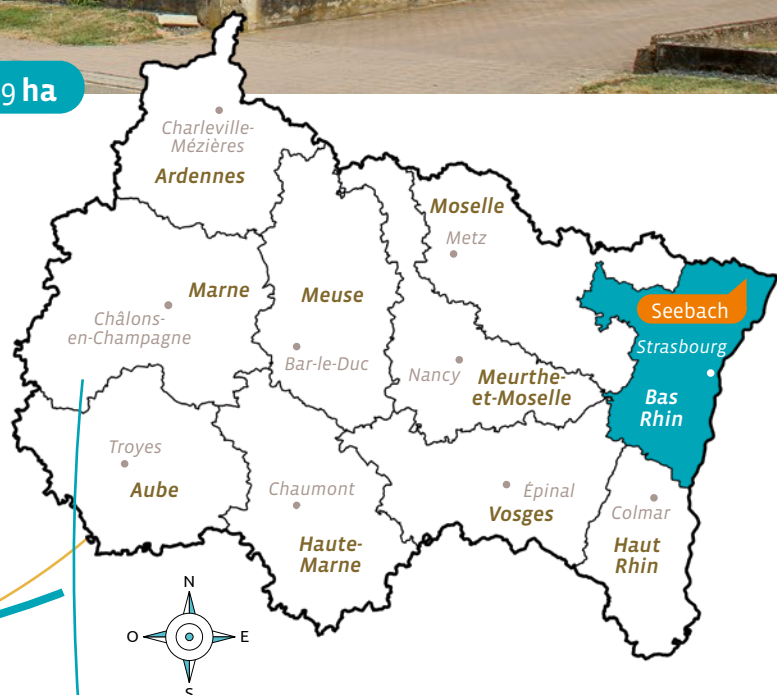 9 ha
Charleville-
Mézières
Ardennes
Moselle
Metz
Marne
Meuse
Seebach
Châlons-
en-Champagne
Strasbourg
Bar-le-Duc
Nancy
Meurthe-
et-Moselle
Bas
Rhin
Troyes
Aube
Chaumont
Épinal
Vosges
Colmar
Haute-
Marne
Haut
Rhin
N
O
E
S